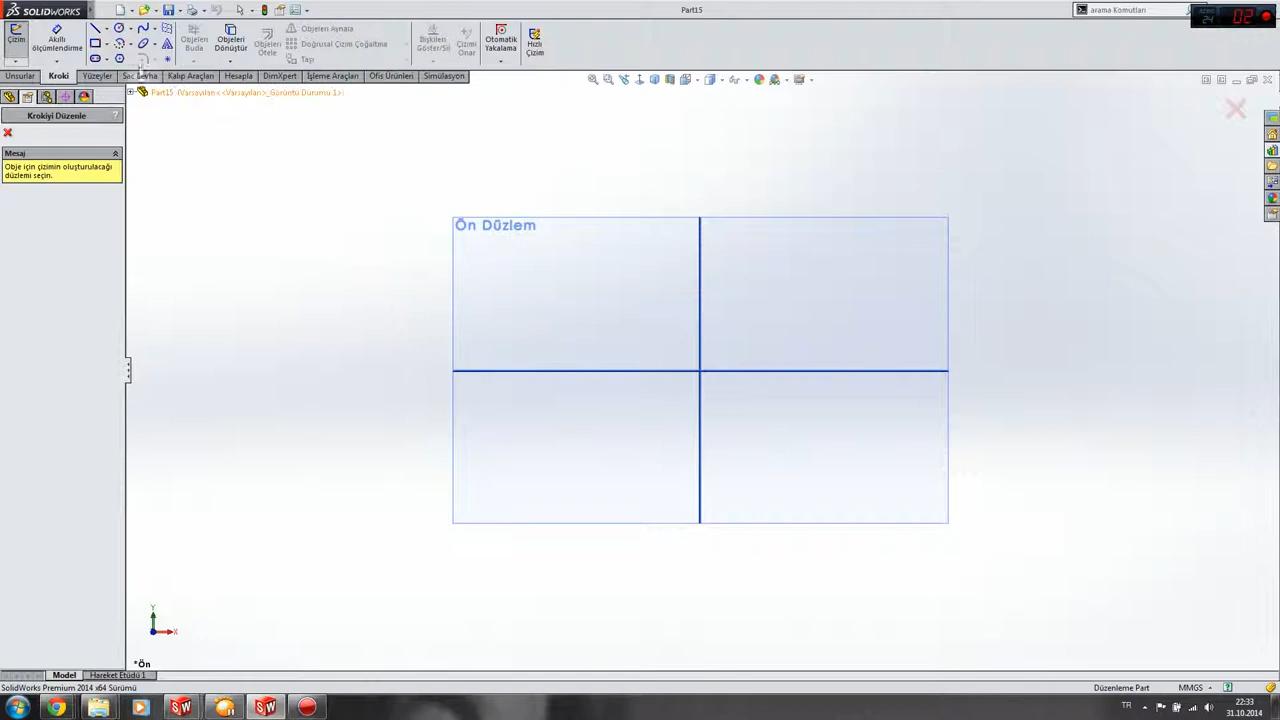 SOLIDWORKS
Part15
arama Komutları
24
02
Çizim
Akıllı ölçümlendirme
Objeleri Buda
Objeleri Dönüştür
Objeleri Ötele
Objeleri Aynala
Doğrusal Çizim Çoğaltma
Taşı
İlişkileri Göster/Sil
Çizimi Onar
Otomatik Yakalama
Hızlı Çizim
Unsurlar
Kroki
Yüzeyler
Sac Levha
Kalıp Araçları
Hesapla
DimXpert
İşleme Araçları
Ofis Ürünleri
Simülasyon
Part15 (Varsayılan<<Varsayılan>_Görüntü Durumu 1>)
Krokiyi Düzenle
?
Mesaj
Obje için çizimin oluşturulacağı
düzlemi seçin.
Ön Düzlem
Y
X
*Ön
Model
Hareket Etüdü 1
SolidWorks Premium 2014 x64 Sürümü
Düzenleme Part
MMGS
TR
22:33
31.10.2014